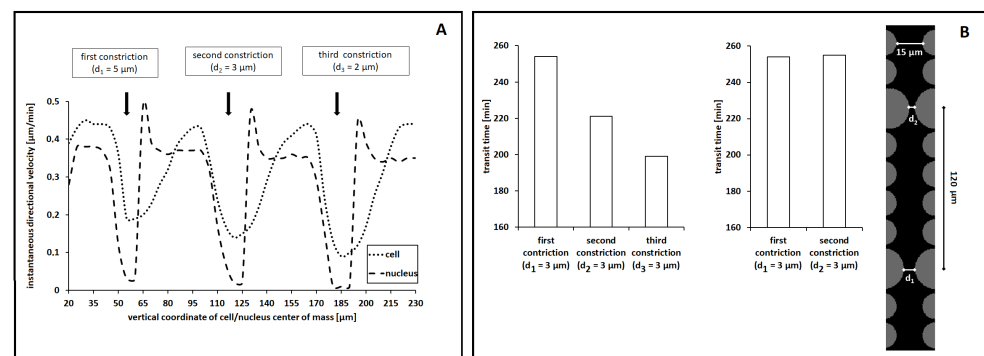 A
first constriction
(d₁ = 5 µm)
second constriction
(d₂ = 3 µm)
third constriction
(d₃ = 2 µm)
instantaneous directional velocity [µm/min]
0,5
0,4
0,3
0,2
0,1
0
20 35 50 65 80 95 110 125 140 155 170 185 200 215 230
vertical coordinate of cell/nucleus center of mass [µm]
cell
nucleus
B
transit time [min]
260
240
220
200
180
160
first
contriction
(d₁ = 3 µm)
second
constriction
(d₂ = 3 µm)
third
constriction
(d₃ = 3 µm)
transit time [min]
260
240
220
200
180
160
first
contriction
(d₁ = 3 µm)
second
constriction
(d₂ = 3 µm)
15 µm
d₂
120 µm
d₁